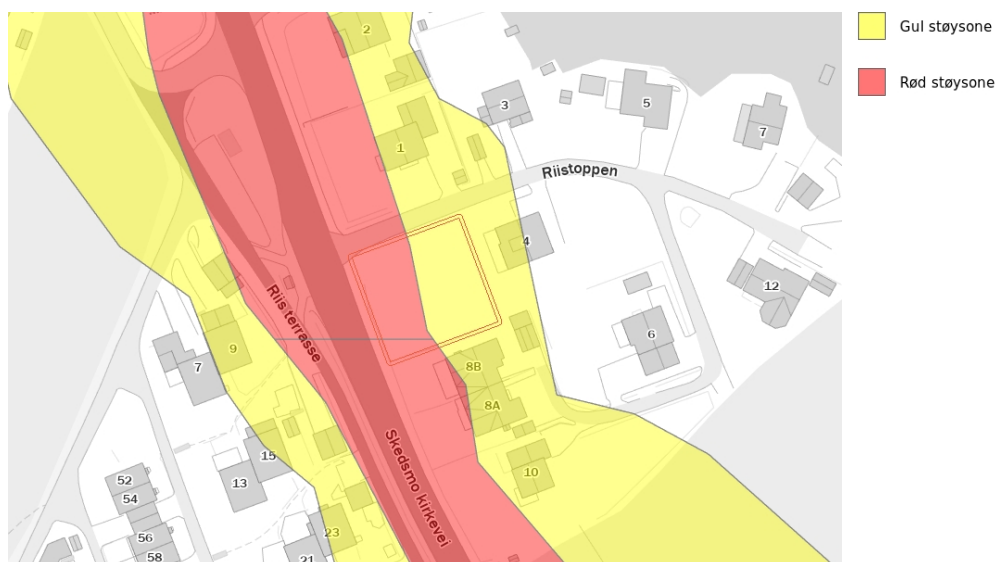 Gul støysone
Rød støysone
2
3
5
7
1
Riistoppen
4
12
6
Riis terrasse
9
7
8B
8A
Skedsmo kirkevei
15
10
13
52
54
56
58
23
21